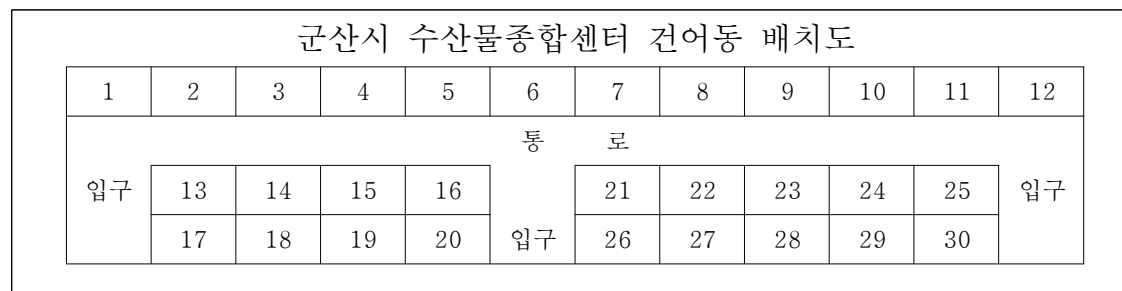 군산시 수산물종합센터 건어동 배치도
1 2 3 4 5 6 7 8 9 10 11 12
통 로
입구 13 14 15 16 21 22 23 24 25 입구
17 18 19 20 입구 26 27 28 29 30